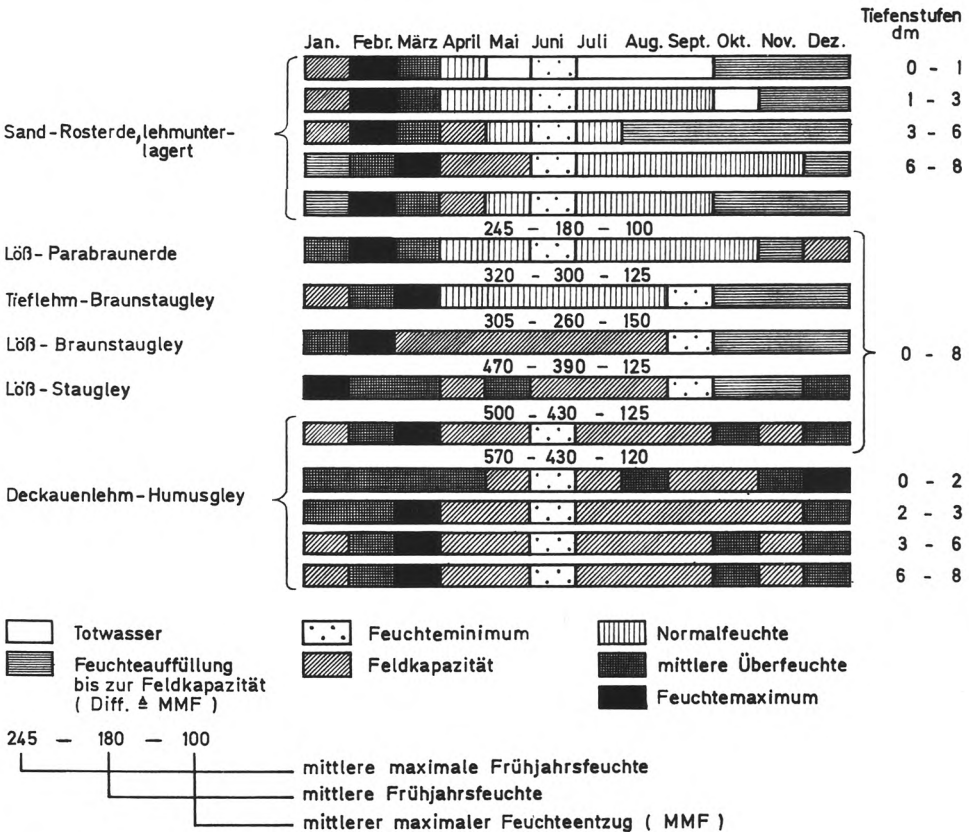 Tiefenstufen
dm
Jan. Febr. März April Mai Juni Juli Aug. Sept. Okt. Nov. Dez.
0 - 1
1 - 3
Sand-Rosterde, lehmunter-
lagert
3 - 6
6 - 8
245 - 180 - 100
Löß-Parabraunerde
320 - 300 - 125
Tieflehm-Braunstaugley
305 - 260 - 150
Löß-Braunstaugley
0 - 8
470 - 390 - 125
Löß-Staugley
500 - 430 - 125
570 - 430 - 120
Deckauenlehm-Humusgley
0 - 2
2 - 3
3 - 6
6 - 8
Totwasser
Feuchteauffüllung
bis zur Feldkapazität
( Diff. ≙ MMF )
Feuchteminimum
Feldkapazität
Normalfeuchte
mittlere Überfeuchte
Feuchtemaximum
245 - 180 - 100
mittlere maximale Frühjahrsfeuchte
mittlere Frühjahrsfeuchte
mittlerer maximaler Feuchteentzug ( MMF )